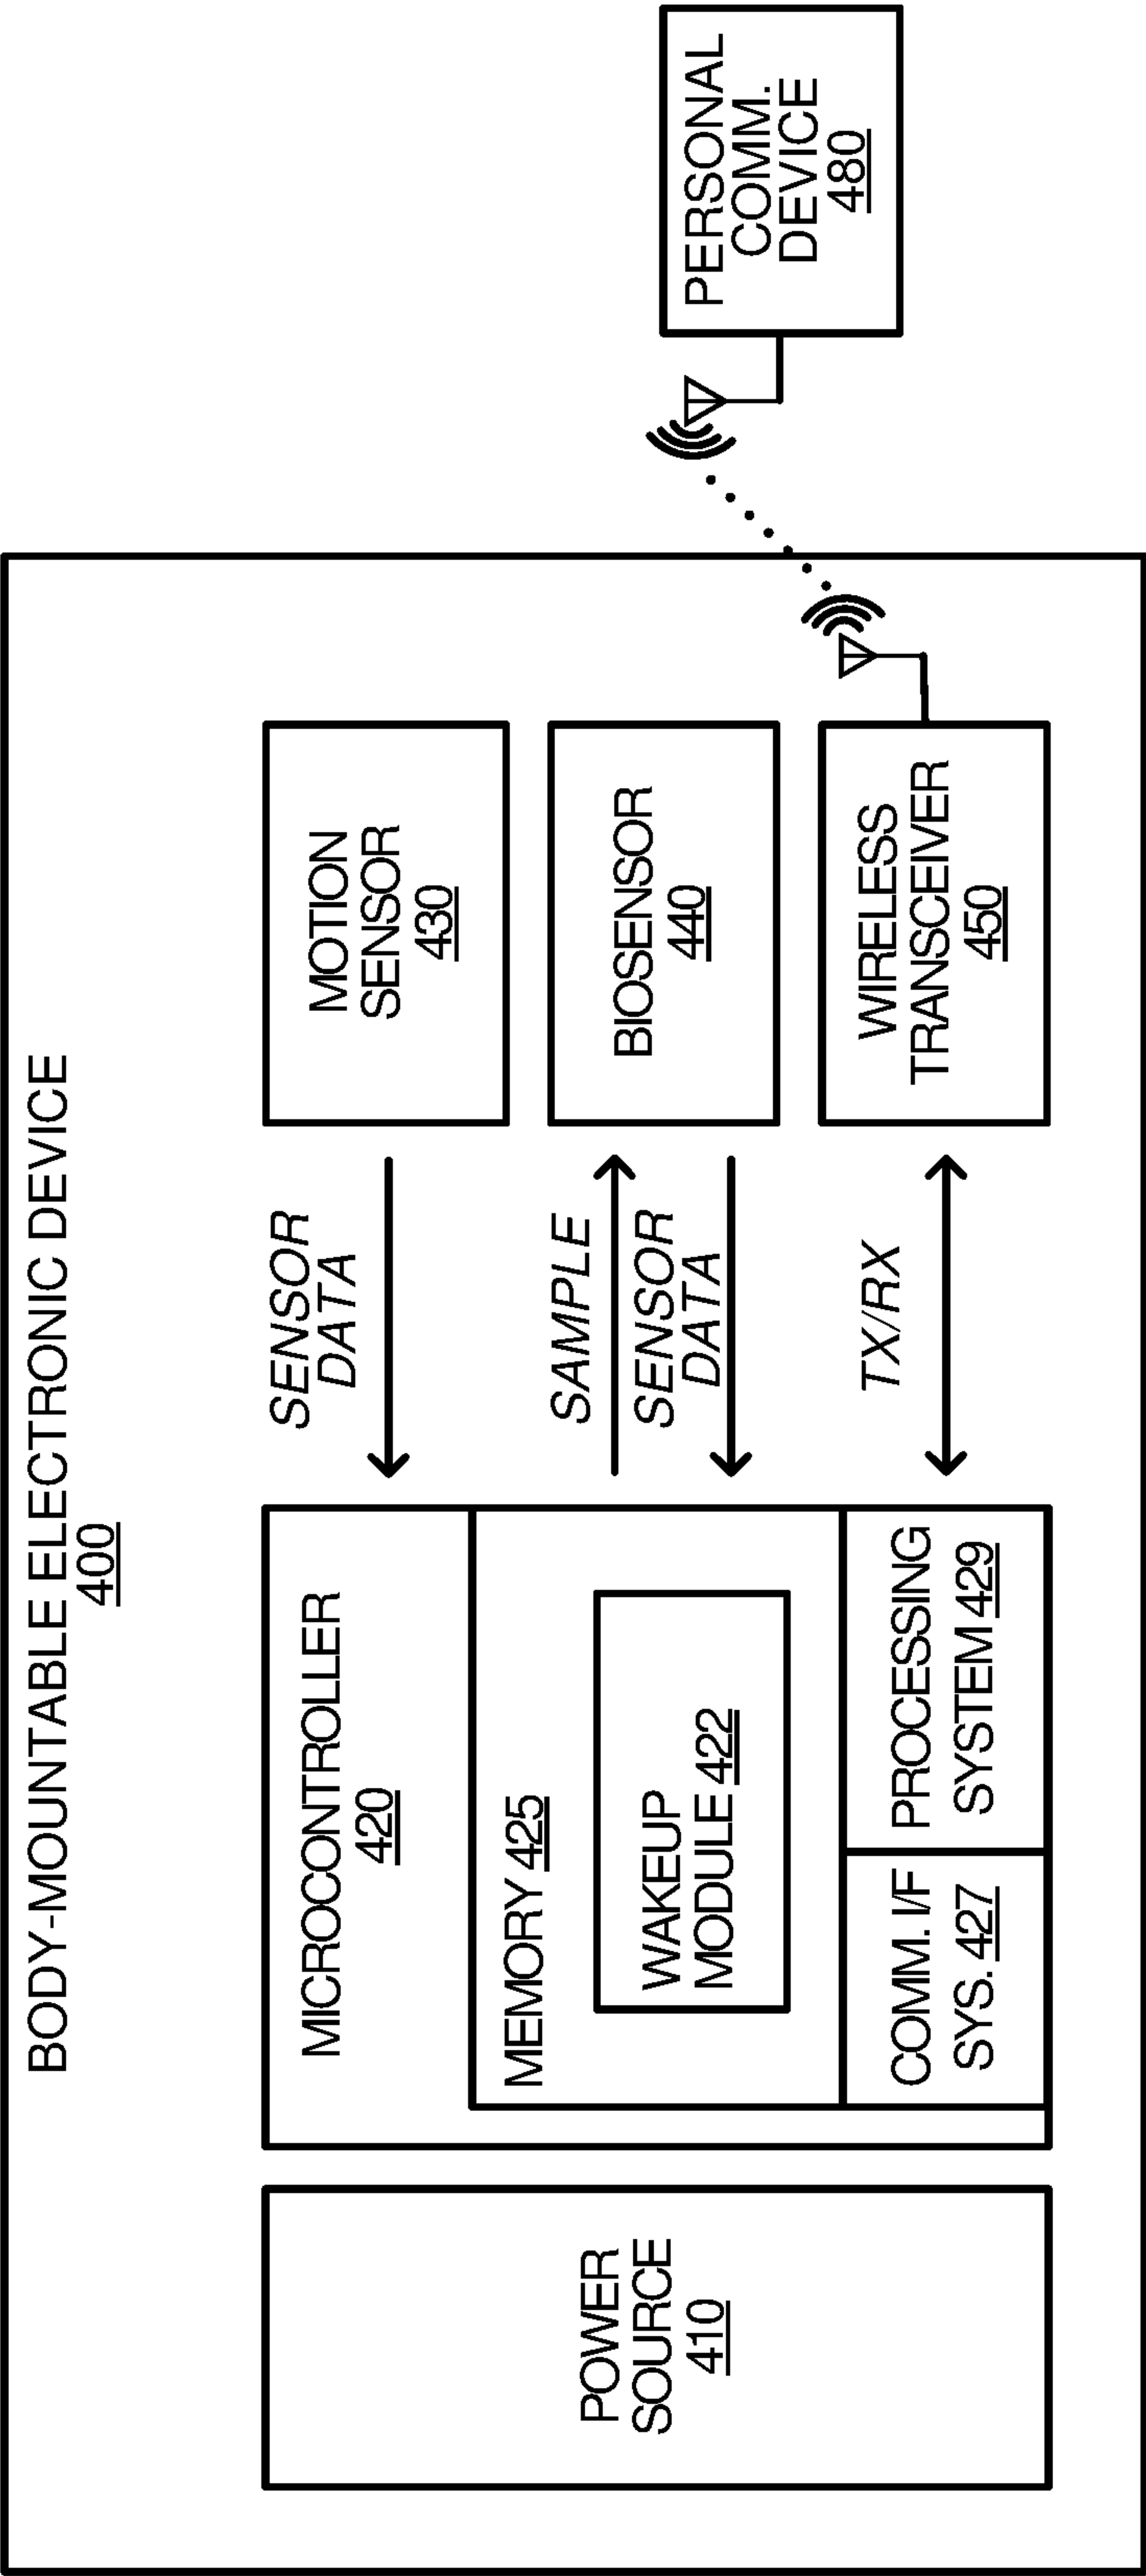 BODY-MOUNTABLE ELECTRONIC DEVICE
400
POWER
SOURCE
410
MICROCONTROLLER
420
MEMORY 425
WAKEUP
MODULE 422
COMM. I/F
SYS. 427
PROCESSING
SYSTEM 429
SENSOR
DATA
SAMPLE
SENSOR
DATA
TX/RX
MOTION
SENSOR
430
BIOSENSOR
440
WIRELESS
TRANSCEIVER
450
PERSONAL
COMM.
DEVICE
480